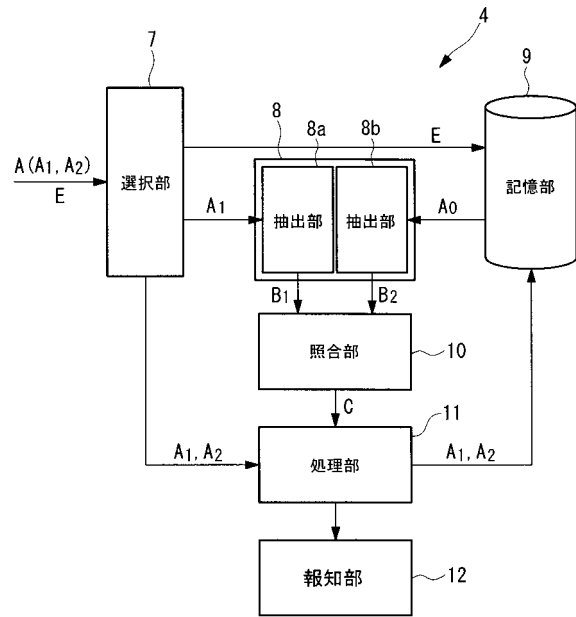 4
7
9
8
8a
8b
E
A(A1, A2)
E
選択部
A1
抽出部
抽出部
A0
記憶部
B1
B2
照合部
10
C
11
A1, A2
処理部
A1, A2
報知部
12